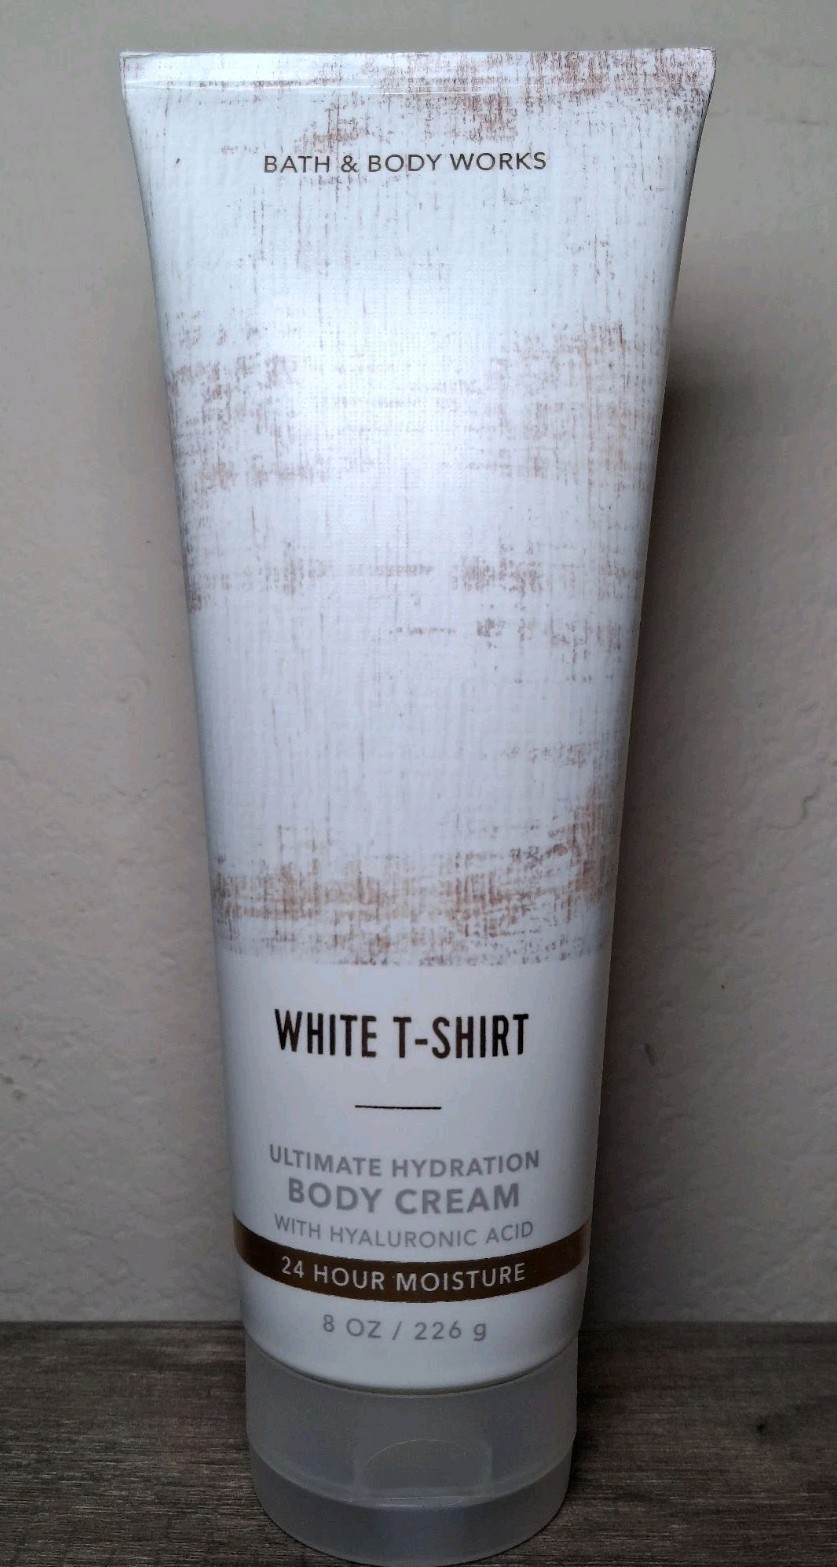 BATH & BODY WORKS
WHITE T-SHIRT
ULTIMATE HYDRATION
BODY CREAM
WITH HYALURONIC ACID
24 HOUR MOISTURE
8 OZ / 226 g